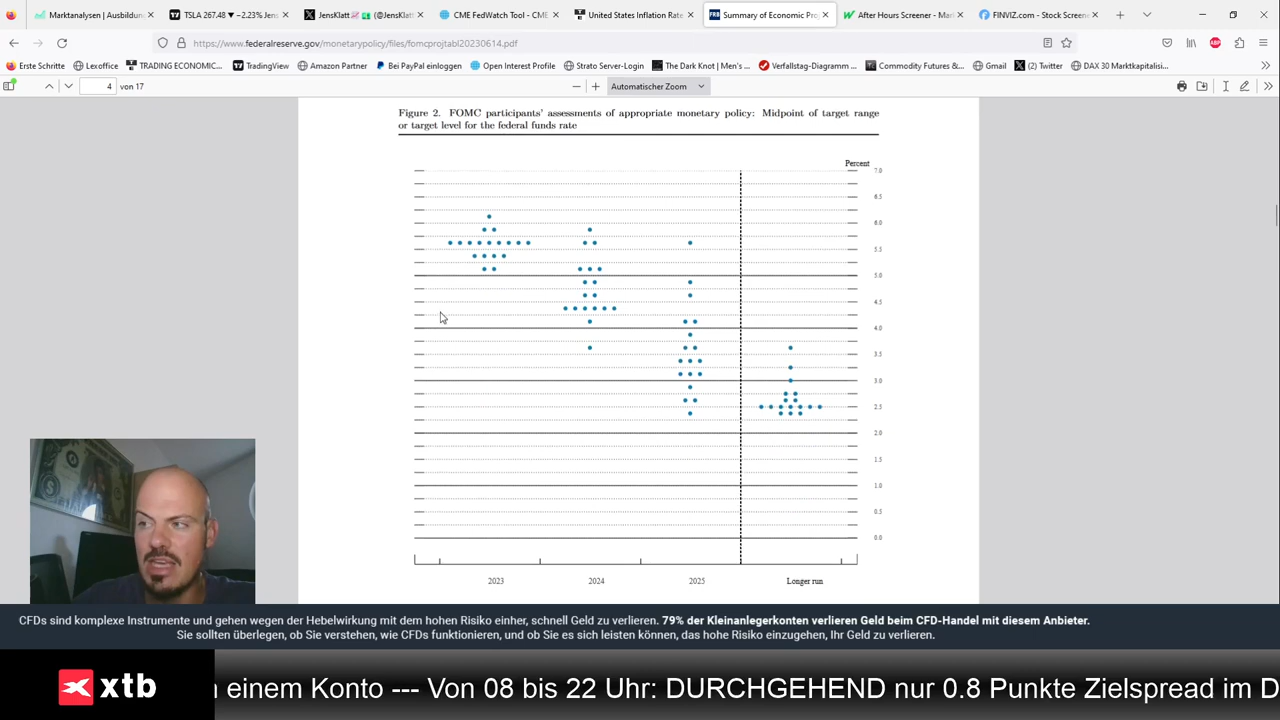 Marktanalysen | Ausbildun
TSLA 267.48 ▼ −2.23% Jens
JensKlatt (@JensKlatt
CME FedWatch Tool - CME
United States Inflation Rate
Summary of Economic Proj
After Hours Screener - Mar
FINVIZ.com - Stock Screene
https://www.federalreserve.gov/monetarypolicy/files/fomcprojtabl20230614.pdf
Erste Schritte
Lexoffice
TRADING ECONOMIC...
TradingView
Amazon Partner
Bei PayPal einloggen
Open Interest Profile
Strato Server-Login
The Dark Knot | Men's ...
Verfallstag-Diagramm ...
Commodity Futures &...
Gmail
(2) Twitter
DAX 30 Marktkapitalisi...
4 von 17
Automatischer Zoom
Figure 2. FOMC participants' assessments of appropriate monetary policy: Midpoint of target range
or target level for the federal funds rate
Percent
7.0
6.5
6.0
5.5
5.0
4.5
4.0
3.5
3.0
2.5
2.0
1.5
1.0
0.5
0.0
2023 2024 2025 Longer run
CFDs sind komplexe Instrumente und gehen wegen der Hebelwirkung mit dem hohen Risiko einher, schnell Geld zu verlieren. 79% der Kleinanlegerkonten verlieren Geld beim CFD-Handel mit diesem Anbieter.
Sie sollten überlegen, ob Sie verstehen, wie CFDs funktionieren, und ob Sie es sich leisten können, das hohe Risiko einzugehen, Ihr Geld zu verlieren.
xtb
n einem Konto --- Von 08 bis 22 Uhr: DURCHGEHEND nur 0.8 Punkte Zielspread im D